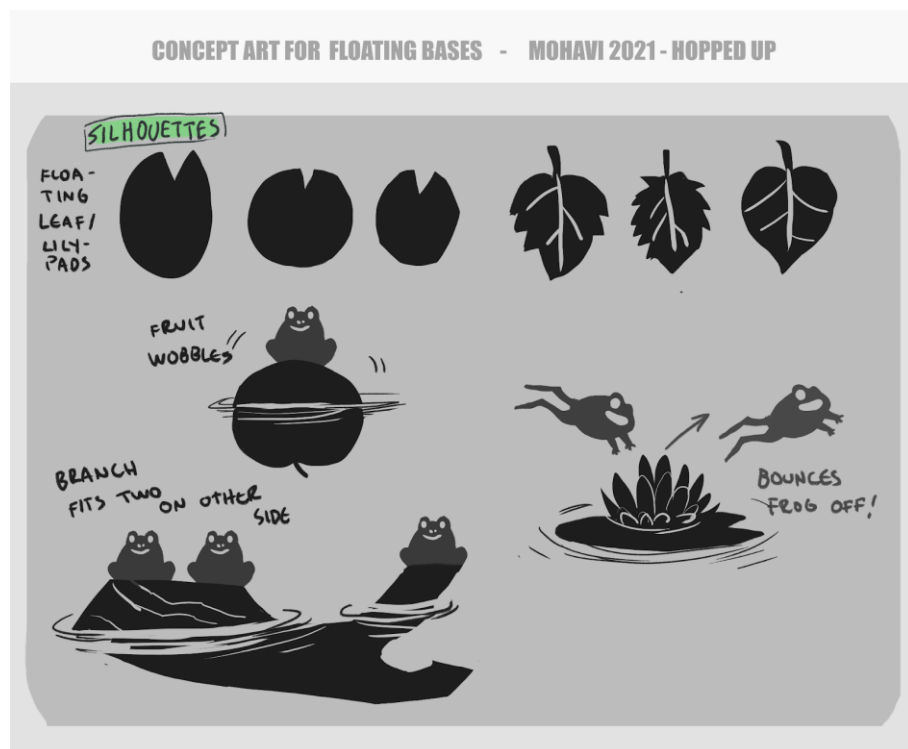 CONCEPT ART FOR FLOATING BASES - MOHAVI 2021 - HOPPED UP
SILHOUETTES
FLOA-
TING
LEAF/
LILY-
PADS
FRUIT
WOBBLES
BRANCH
FITS TWO ON OTHER
SIDE
BOUNCES
FROG OFF!